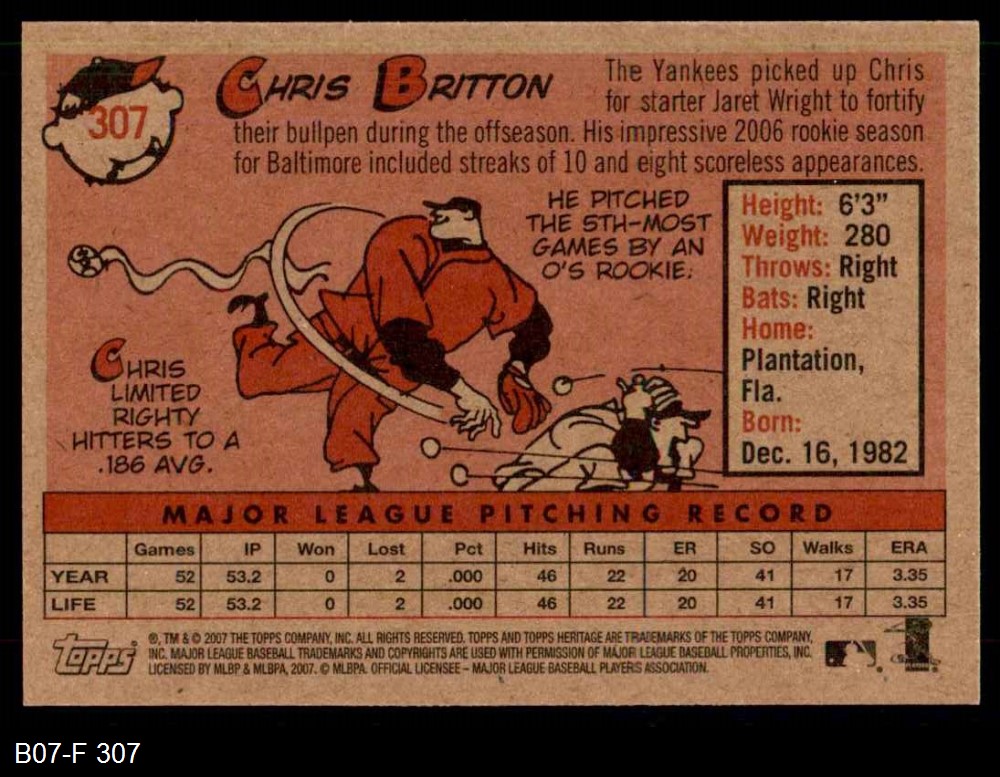 307
CHRIS BRITTON
The Yankees picked up Chris
for starter Jaret Wright to fortify
their bullpen during the offseason. His impressive 2006 rookie season
for Baltimore included streaks of 10 and eight scoreless appearances.
HE PITCHED
THE 5TH-MOST
GAMES BY AN
O'S ROOKIE.
CHRIS
LIMITED
RIGHTY
HITTERS TO A
.186 AVG.
Height: 6'3"
Weight: 280
Throws: Right
Bats: Right
Home:
Plantation,
Fla.
Born:
Dec. 16, 1982
MAJOR LEAGUE PITCHING RECORD
Games IP Won Lost Pct Hits Runs ER SO Walks ERA
YEAR 52 53.2 0 2 .000 46 22 20 41 17 3.35
LIFE 52 53.2 0 2 .000 46 22 20 41 17 3.35
Topps
®, TM & © 2007 THE TOPPS COMPANY, INC. ALL RIGHTS RESERVED. TOPPS AND TOPPS HERITAGE ARE TRADEMARKS OF THE TOPPS COMPANY,
INC. MAJOR LEAGUE BASEBALL TRADEMARKS AND COPYRIGHTS ARE USED WITH PERMISSION OF MAJOR LEAGUE BASEBALL PROPERTIES, INC.
LICENSED BY MLBP & MLBPA, 2007. © MLBPA. OFFICIAL LICENSEE – MAJOR LEAGUE BASEBALL PLAYERS ASSOCIATION.
B07-F 307